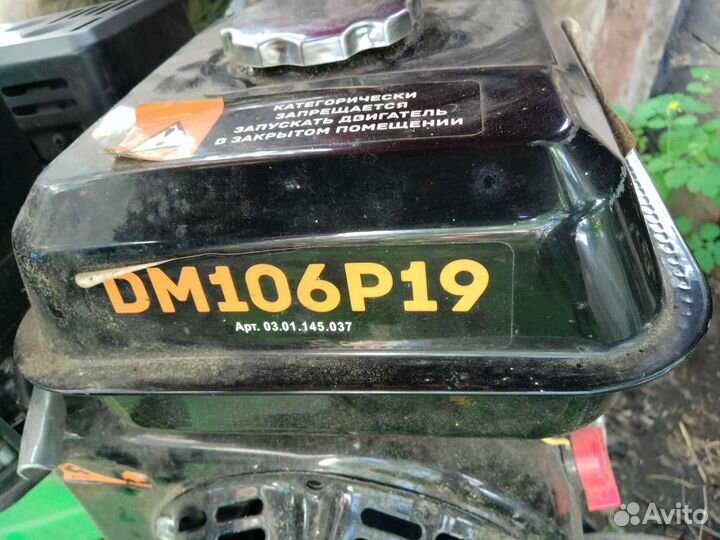 КАТЕГОРИЧЕСКИ
ЗАПРЕЩАЕТСЯ
ЗАПУСКАТЬ ДВИГАТЕЛЬ
В ЗАКРЫТОМ ПОМЕЩЕНИИ
DM106P19
Арт. 03.01.145.037
Avito